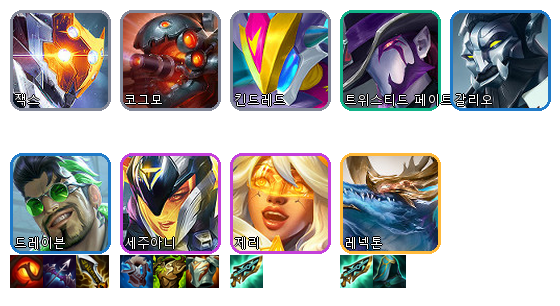 잭스
코그모
킨드레드
트위스티드 페이트
갈리오
드레이븐
세주아니
제리
레넥톤